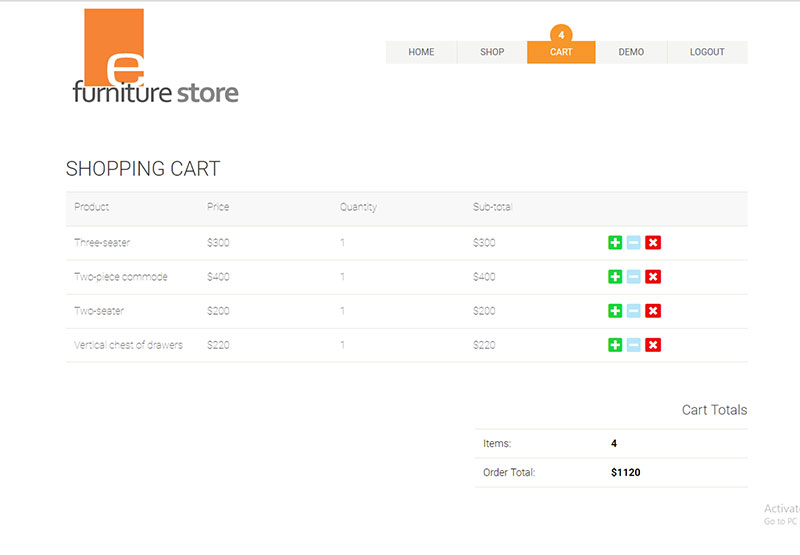 4
HOME SHOP CART DEMO LOGOUT
e
furniture store
SHOPPING CART
Product Price Quantity Sub-total
Three-seater $300 1 $300
Two-piece commode $400 1 $400
Two-seater $200 1 $200
Vertical chest of drawers $220 1 $220
Cart Totals
Items: 4
Order Total: $1120
Activat
Go to PC